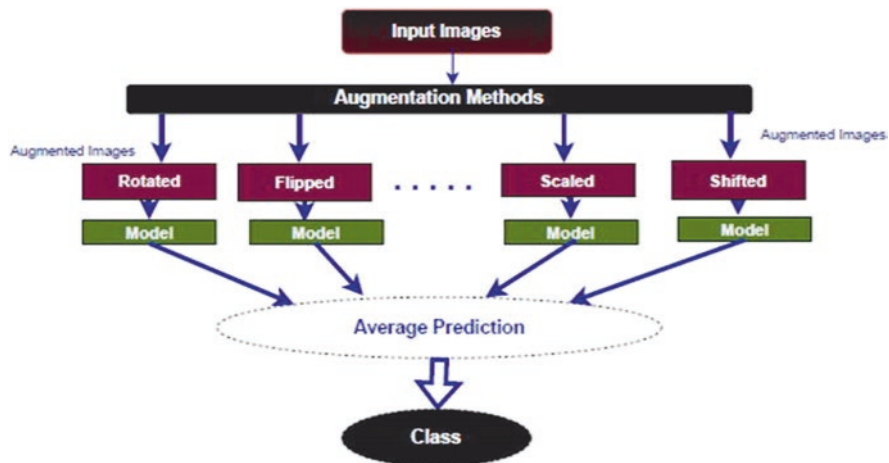 Input Images
Augmentation Methods
Augmented Images
Augmented Images
Rotated
Flipped
. . . . . .
Scaled
Shifted
Model
Model
Model
Model
Average Prediction
Class